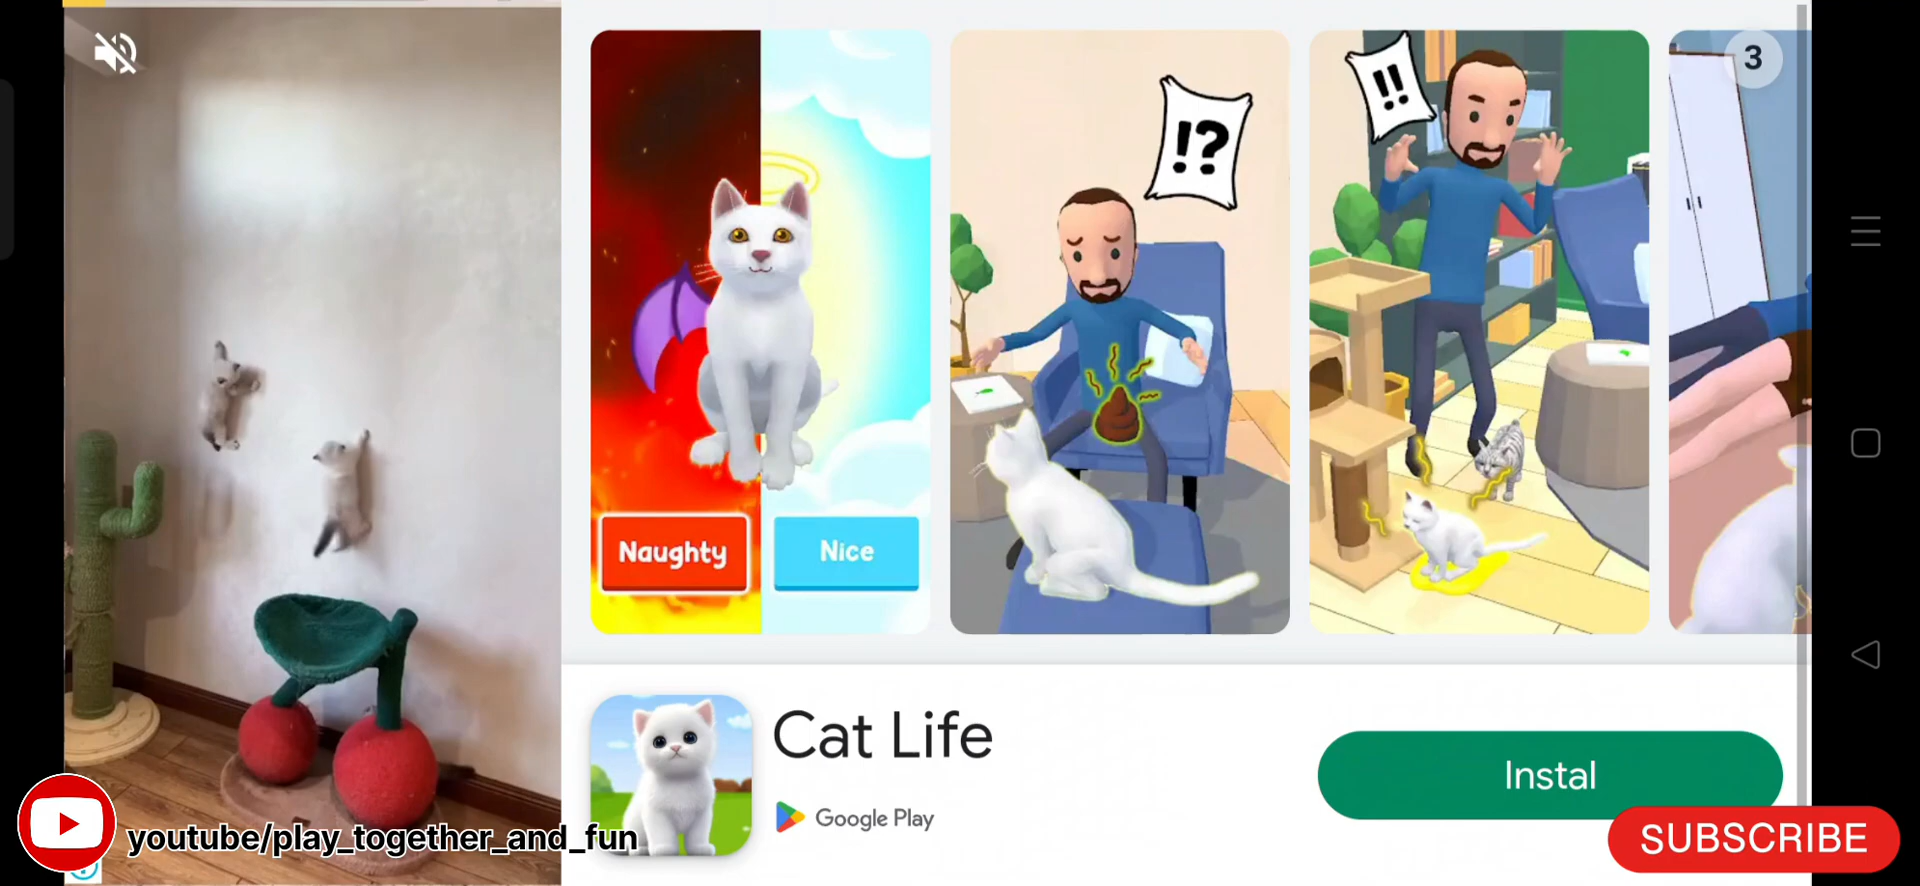 3
!?
!!
Naughty
Nice
Cat Life
Google Play
Instal
youtube/play_together_and_fun
SUBSCRIBE